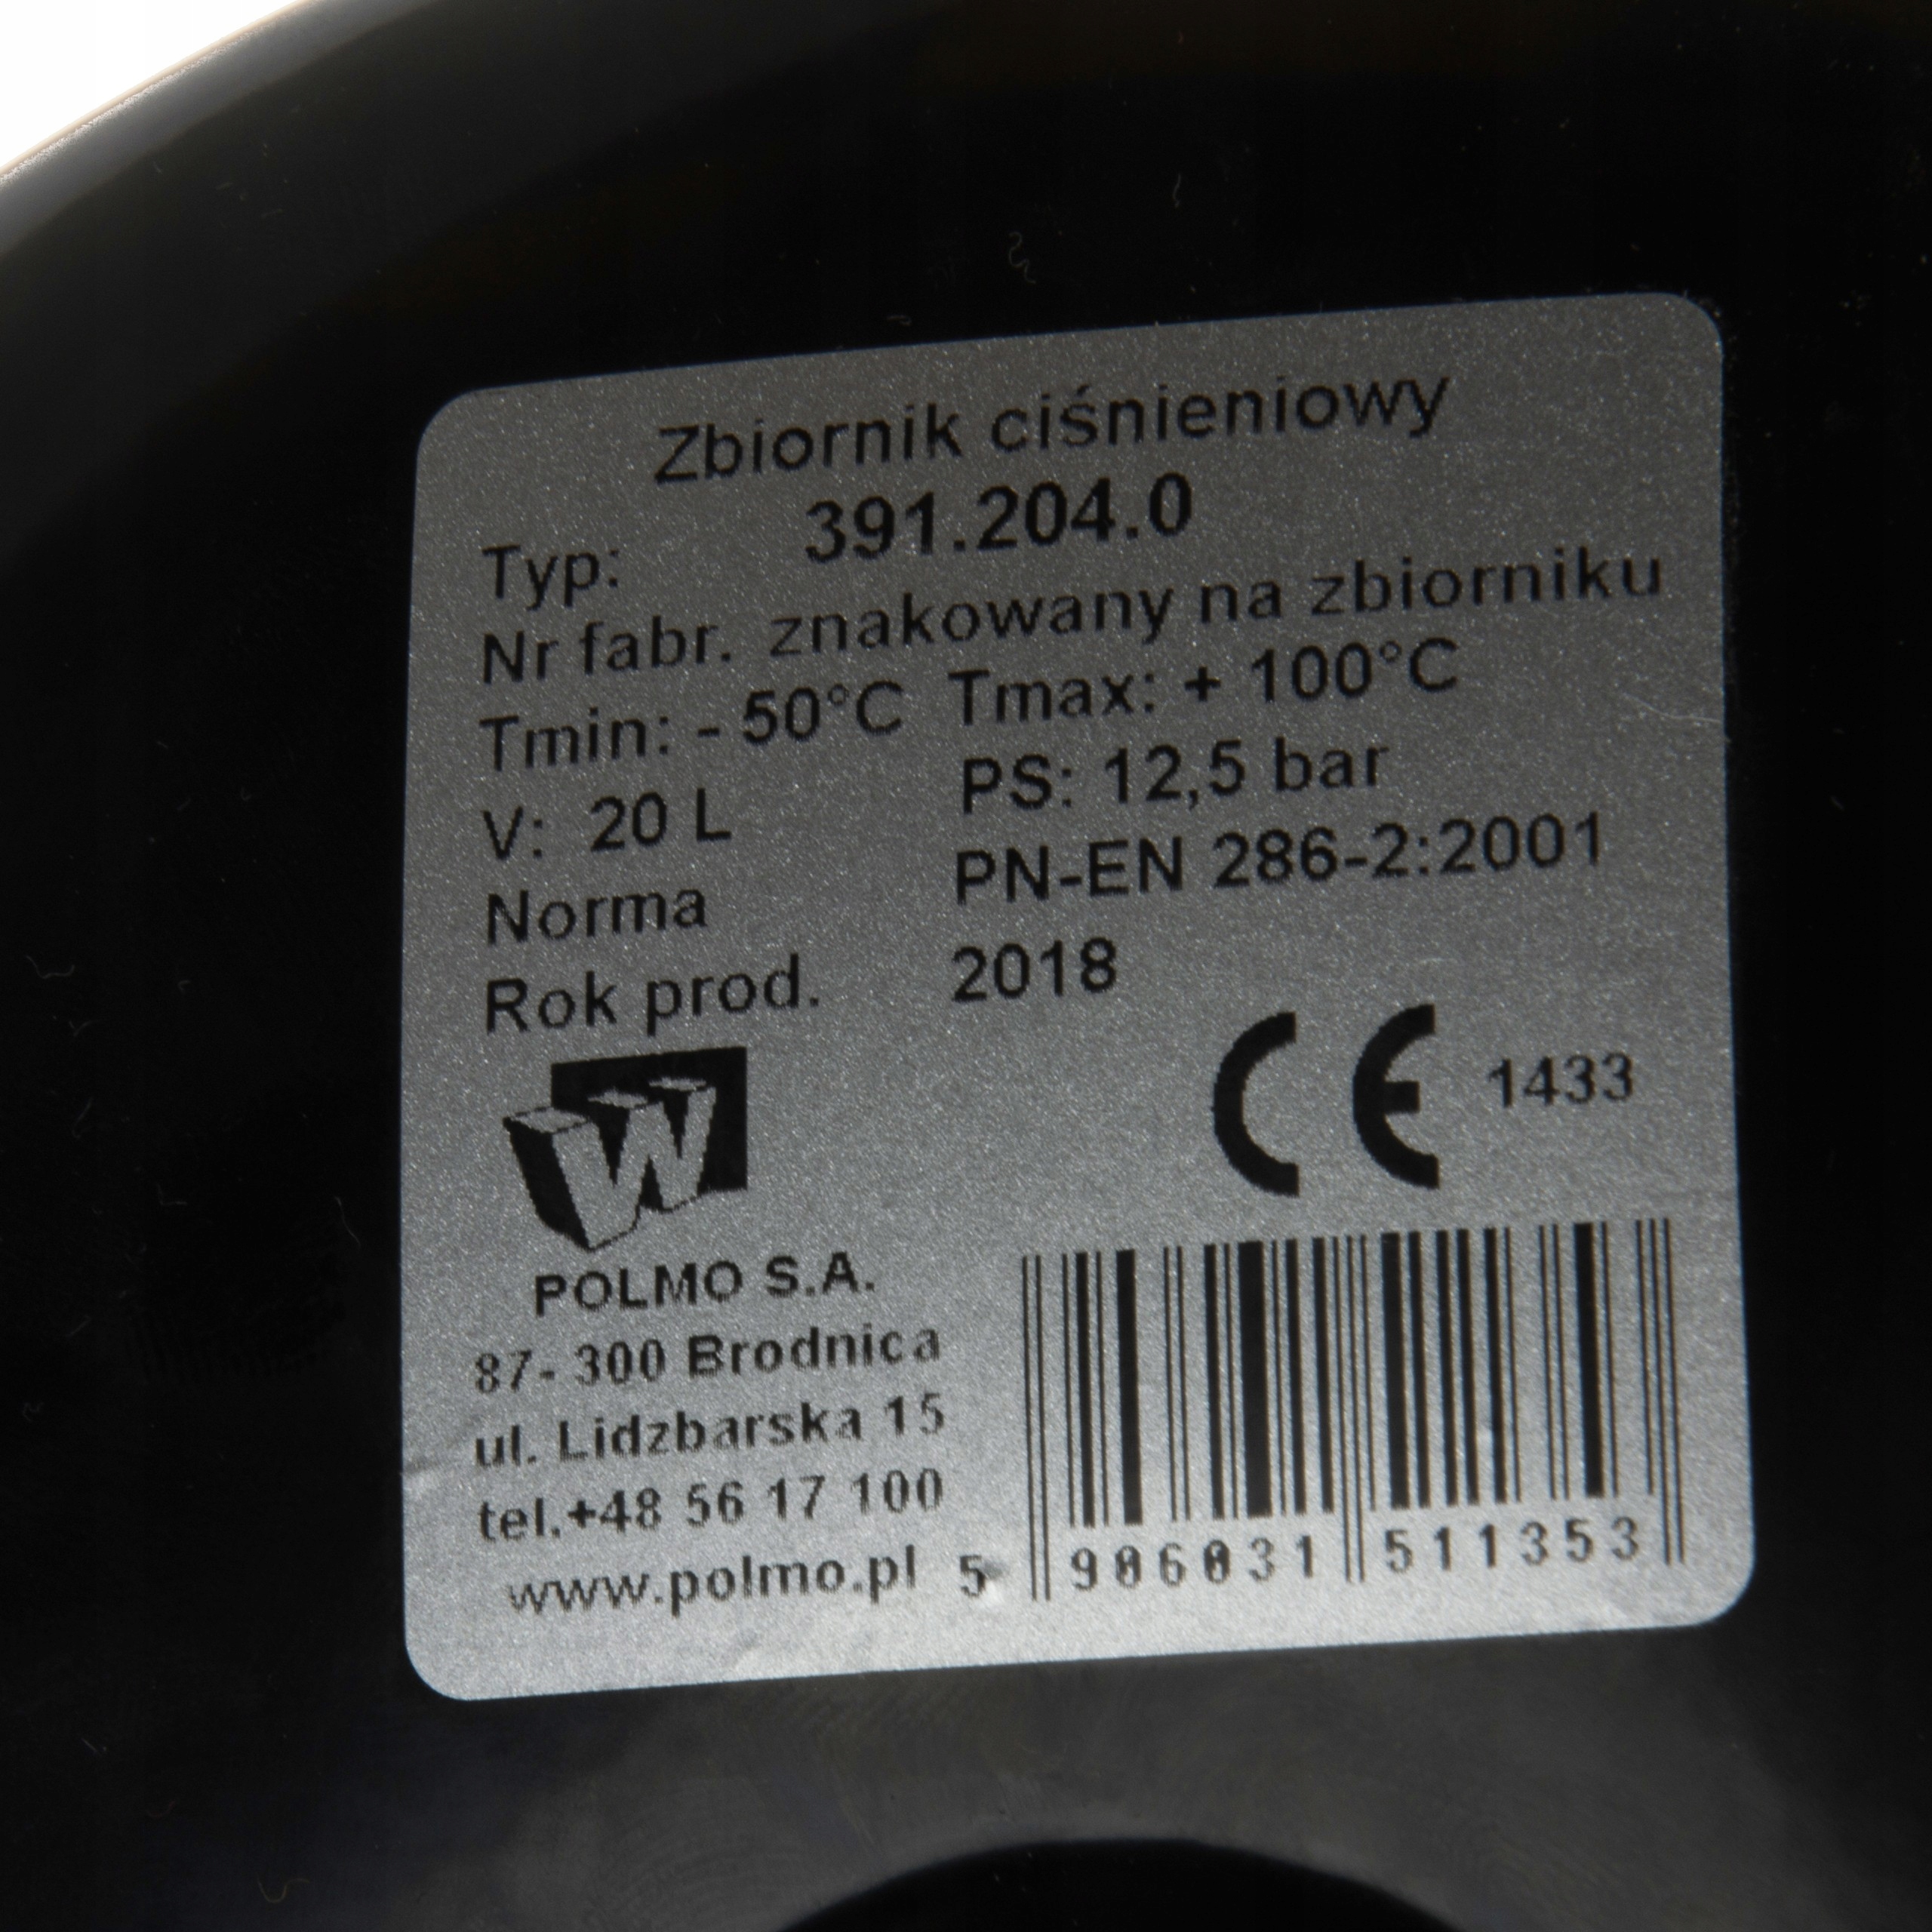 Zbiornik ciśnieniowy
Typ: 391.204.0
Nr fabr. znakowany na zbiorniku
Tmin: - 50°C Tmax: + 100°C
V: 20 L PS: 12,5 bar
Norma PN-EN 286-2:2001
Rok prod. 2018
W
CE 1433
POLMO S.A.
87- 300 Brodnica
ul. Lidzbarska 15
tel.+48 56 17 100
www.polmo.pl
5 906031 511353